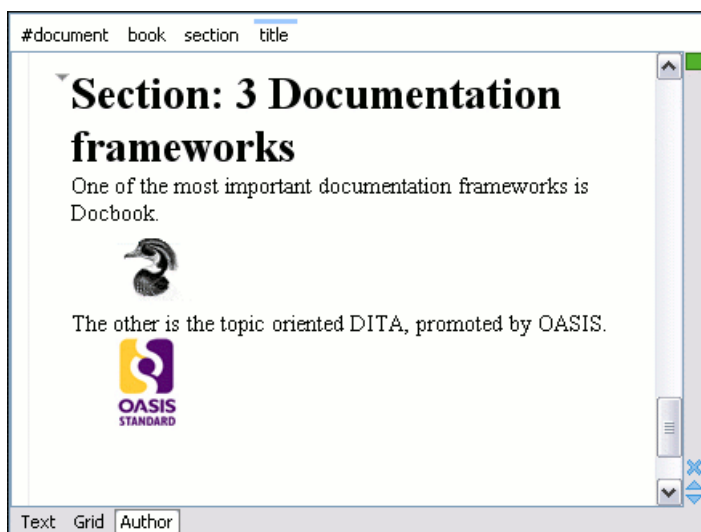 #document book section title
Section: 3 Documentation
frameworks
One of the most important documentation frameworks is
Docbook.
The other is the topic oriented DITA, promoted by OASIS.
OASIS
STANDARD
Text Grid Author